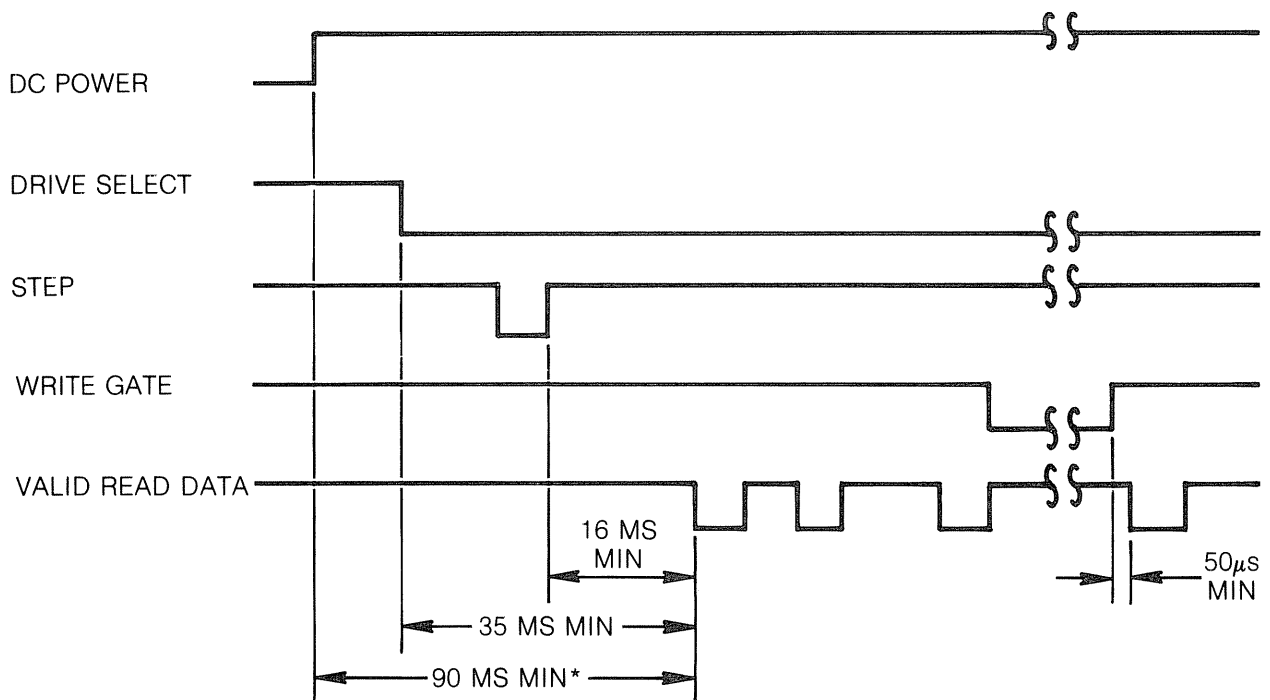 DC POWER
DRIVE SELECT
STEP
WRITE GATE
VALID READ DATA
16 MS
MIN
50μs
MIN
35 MS MIN
90 MS MIN*